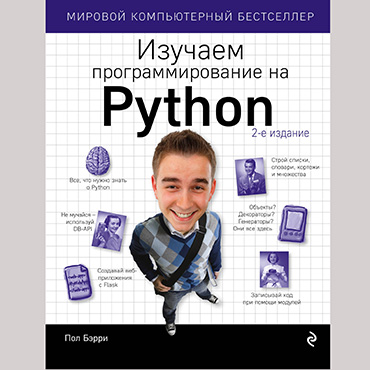 МИРОВОЙ КОМПЬЮТЕРНЫЙ БЕСТСЕЛЛЕР
Изучаем
программирование на
Python
2-е издание
Все, что нужно знать
о Python
Строй списки,
словари, кортежи
и множества
Не мучайся –
используй
DB-API
Объекты?
Декораторы?
Генераторы?
Они все здесь
Создавай веб-
приложения
с Flask
Записывай код
при помощи модулей
Пол Бэрри